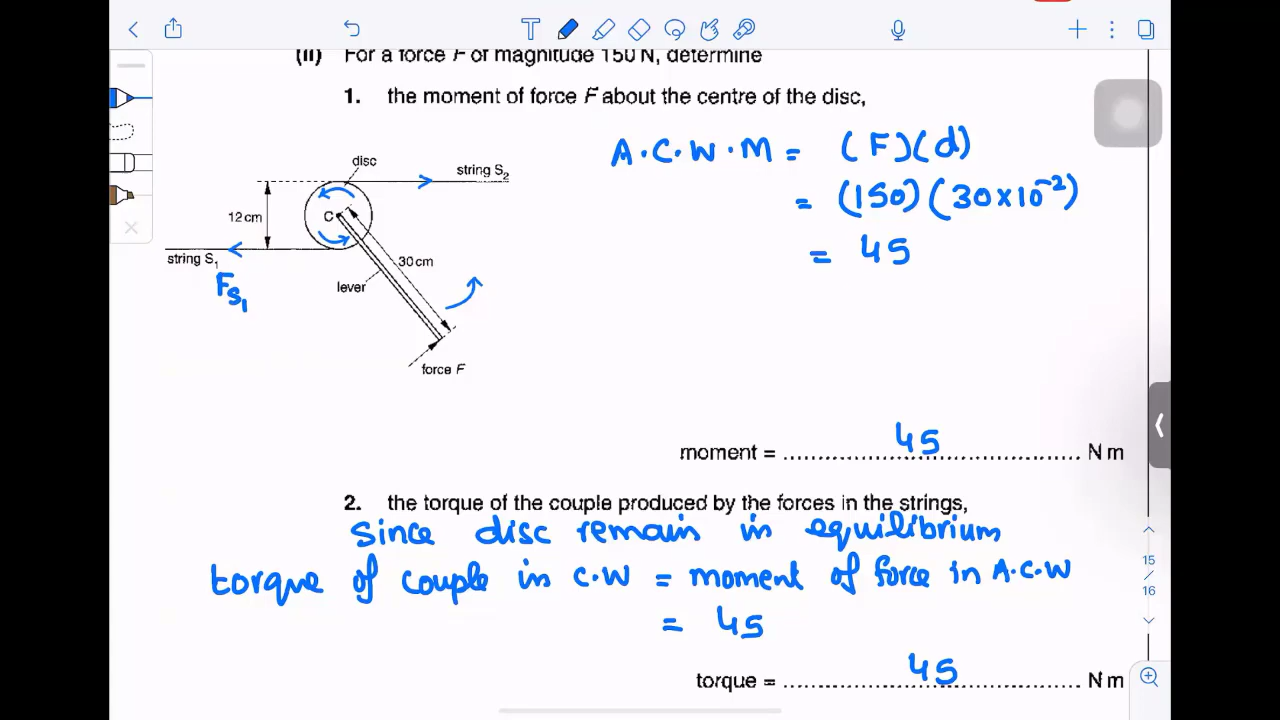 (ii) For a force F of magnitude 150 N, determine
1. the moment of force F about the centre of the disc,
A.C.W.M = (F)(d)
= (150)(30×10⁻²)
= 45
disc
string S₂
12 cm
C
string S₁
F_S₁
30 cm
lever
force F
45
moment = .......................................... N m
2. the torque of the couple produced by the forces in the strings,
Since disc remain in equilibrium
torque of couple in C.W = moment of force in A.C.W
= 45
45
torque = .......................................... N m
15
/
16